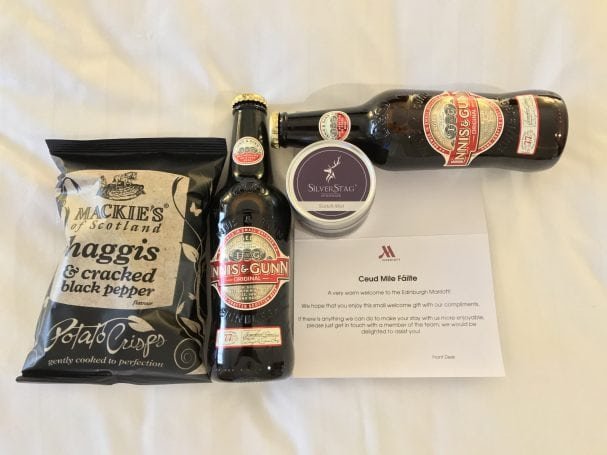 MACKIE'S
of Scotland
haggis
& cracked
black pepper
flavour
Potato Crisps
gently cooked to perfection
INNIS & GUNN
ORIGINAL
INNIS & GUNN
ORIGINAL
SILVERSTAG
Ceud Mìle Fàilte
A very warm welcome to the Edinburgh Marriott!
We hope that you enjoy this small welcome gift with our compliments.
If there is anything we can do to make your stay with us more enjoyable,
please just get in touch with a member of the team; we would be
delighted to assist you!
Front Desk